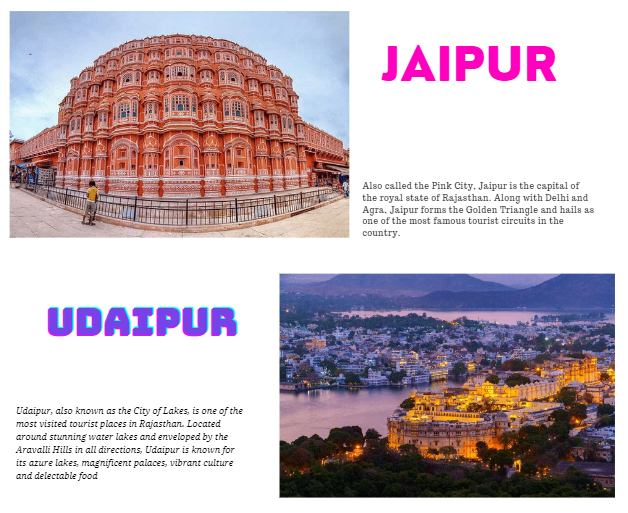 JAIPUR
Also called the Pink City, Jaipur is the capital of
the royal state of Rajasthan. Along with Delhi and
Agra, Jaipur forms the Golden Triangle and hails as
one of the most famous tourist circuits in the
country.
UDAIPUR
Udaipur, also known as the City of Lakes, is one of the
most visited tourist places in Rajasthan. Located
around stunning water lakes and enveloped by the
Aravalli Hills in all directions, Udaipur is known for
its azure lakes, magnificent palaces, vibrant culture
and delectable food